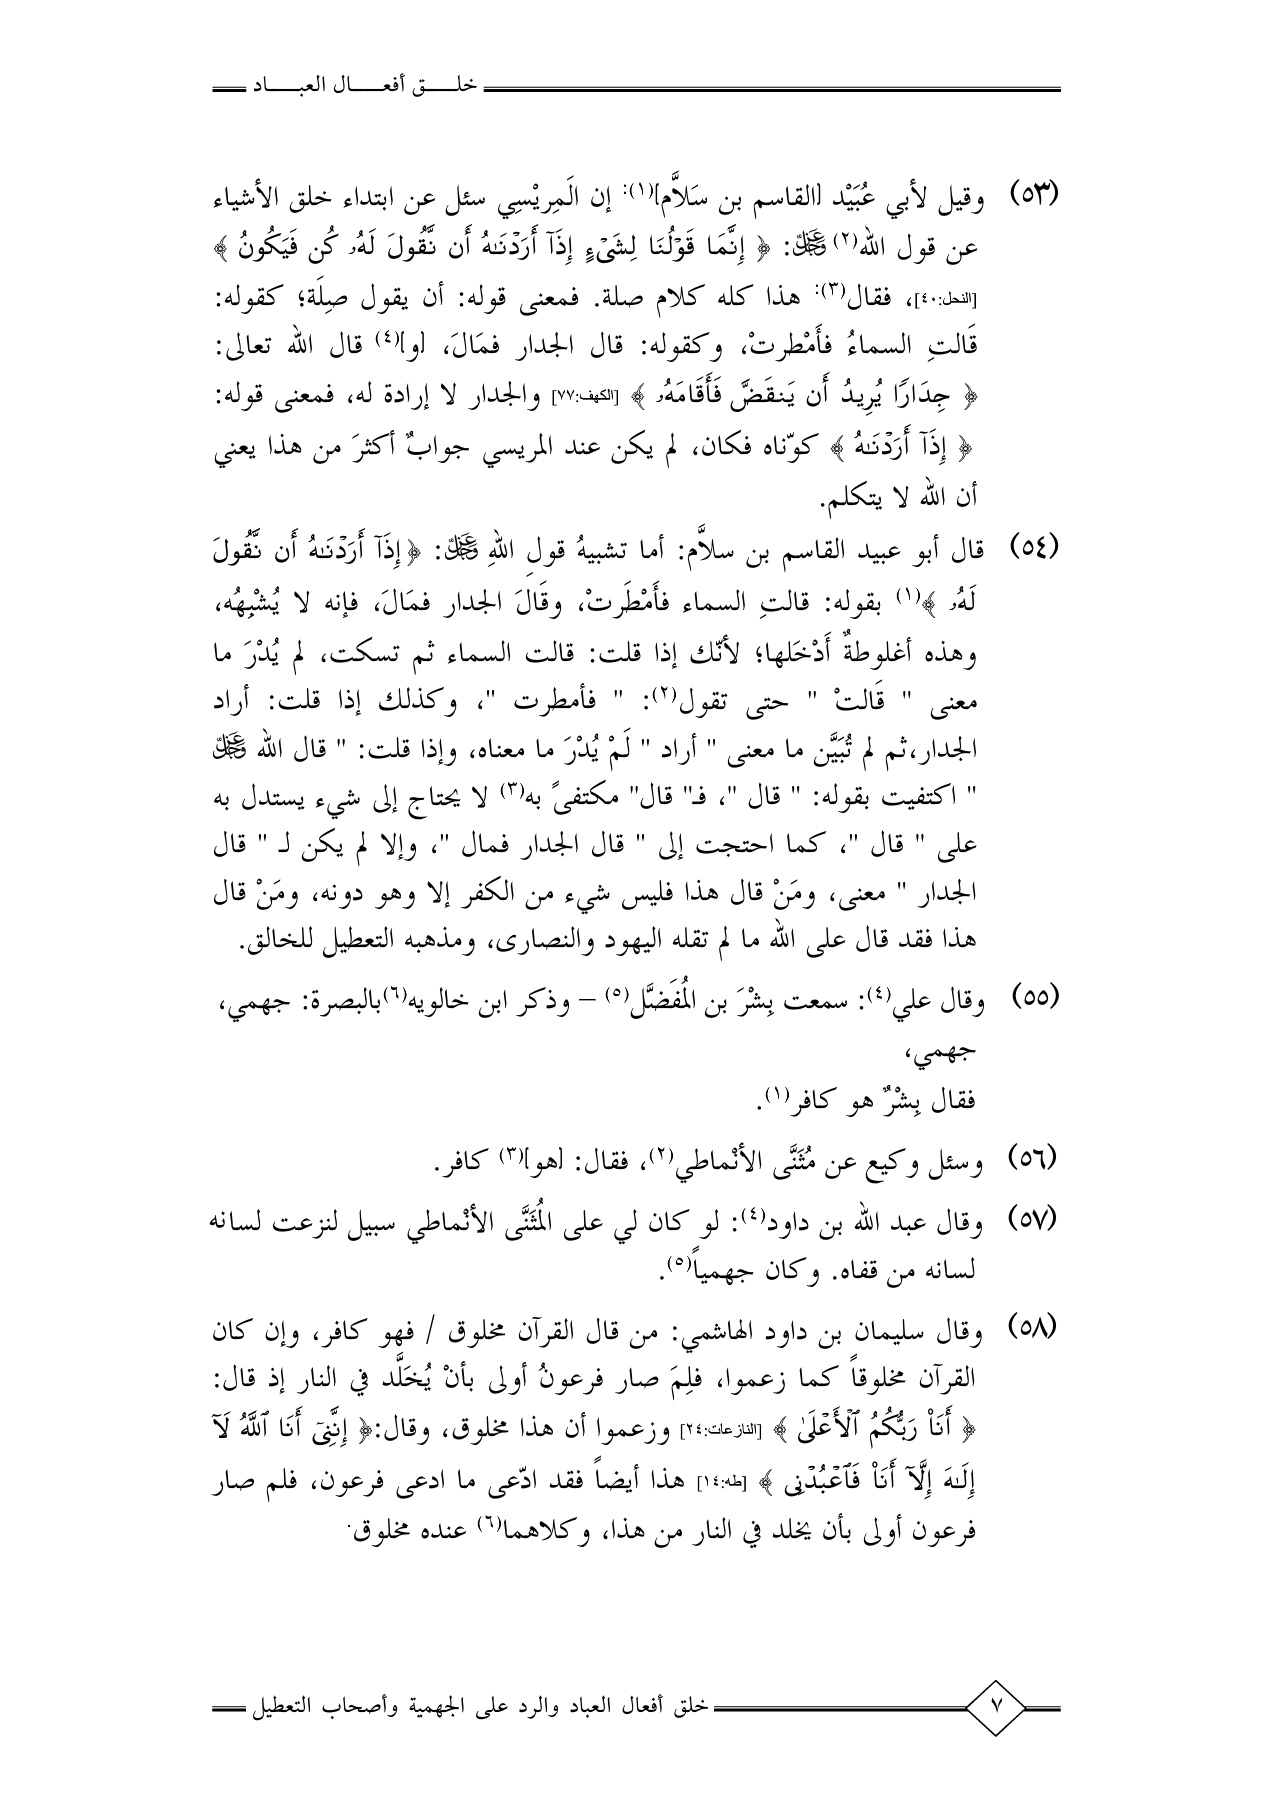 خلـــق أفعـــال العبـــاد
(٥٣) وقيل لأبي عُبَيْد [القاسم بن سَلاَّم](١): إن الَمِريْسِي سئل عن ابتداء خلق الأشياء
عن قول الله(٢) ﷻ: ﴿ إِنَّمَا قَوْلُنَا لِشَىْءٍ إِذَآ أَرَدْنَـٰهُ أَن نَّقُولَ لَهُۥ كُن فَيَكُونُ ﴾
[النحل:٤٠]، فقال(٣): هذا كله كلام صلة. فمعنى قوله: أن يقول صِلَة؛ كقوله:
قَالتِ السماءُ فأَمْطرتْ، وكقوله: قال الجدار فمَالَ، [و](٤) قال الله تعالى:
﴿ جِدَارًا يُرِيدُ أَن يَنقَضَّ فَأَقَامَهُۥ ﴾ [الكهف:٧٧] والجدار لا إرادة له، فمعنى قوله:
﴿ إِذَآ أَرَدْنَـٰهُ ﴾ كوّناه فكان، لم يكن عند المريسي جوابٌ أكثرَ من هذا يعني
أن الله لا يتكلم.
(٥٤) قال أبو عبيد القاسم بن سلاَّم: أما تشبيهُ قولِ اللهِ ﷻ: ﴿إِذَآ أَرَدْنَـٰهُ أَن نَّقُولَ
لَهُۥ ﴾(١) بقوله: قالتِ السماء فأَمْطَرتْ، وقَالَ الجدار فمَالَ، فإنه لا يُشْبِهُه،
وهذه أغلوطةٌ أَدْخَلها؛ لأنّك إذا قلت: قالت السماء ثم تسكت، لم يُدْرَ ما
معنى " قَالتْ " حتى تقول(٢): " فأمطرت "، وكذلك إذا قلت: أراد
الجدار،ثم لم تُبَيَّن ما معنى " أراد " لَمْ يُدْرَ ما معناه، وإذا قلت: " قال الله ﷻ
" اكتفيت بقوله: " قال "، فـ" قال" مكتفىً به(٣) لا يحتاج إلى شيء يستدل به
على " قال "، كما احتجت إلى " قال الجدار فمال "، وإلا لم يكن لـ " قال
الجدار " معنى، ومَنْ قال هذا فليس شيء من الكفر إلا وهو دونه، ومَنْ قال
هذا فقد قال على الله ما لم تقله اليهود والنصارى، ومذهبه التعطيل للخالق.
(٥٥) وقال علي(٤): سمعت بِشْرَ بن المُفَضَّل(٥) – وذكر ابن خالويه(٦)بالبصرة: جهمي،
جهمي،
فقال بِشْرٌ هو كافر(١).
(٥٦) وسئل وكيع عن مُثَنَّى الأنْماطي(٢)، فقال: [هو](٣) كافر.
(٥٧) وقال عبد الله بن داود(٤): لو كان لي على المُثَنَّى الأنْماطي سبيل لنزعت لسانه
لسانه من قفاه. وكان جهمياً(٥).
(٥٨) وقال سليمان بن داود الهاشمي: من قال القرآن مخلوق / فهو كافر، وإن كان
القرآن مخلوقاً كما زعموا، فلِمَ صار فرعونُ أولى بأنْ يُخَلَّد في النار إذ قال:
﴿ أَنَا۠ رَبُّكُمُ ٱلْأَعْلَىٰ ﴾ [النازعات:٢٤] وزعموا أن هذا مخلوق، وقال:﴿ إِنَّنِىٓ أَنَا ٱللَّهُ لَآ
إِلَـٰهَ إِلَّآ أَنَا۠ فَٱعْبُدْنِى ﴾ [طه:١٤] هذا أيضاً فقد ادّعى ما ادعى فرعون، فلم صار
فرعون أولى بأن يخلد في النار من هذا، وكلاهما(٦) عنده مخلوق.
٧ خلق أفعال العباد والرد على الجهمية وأصحاب التعطيل